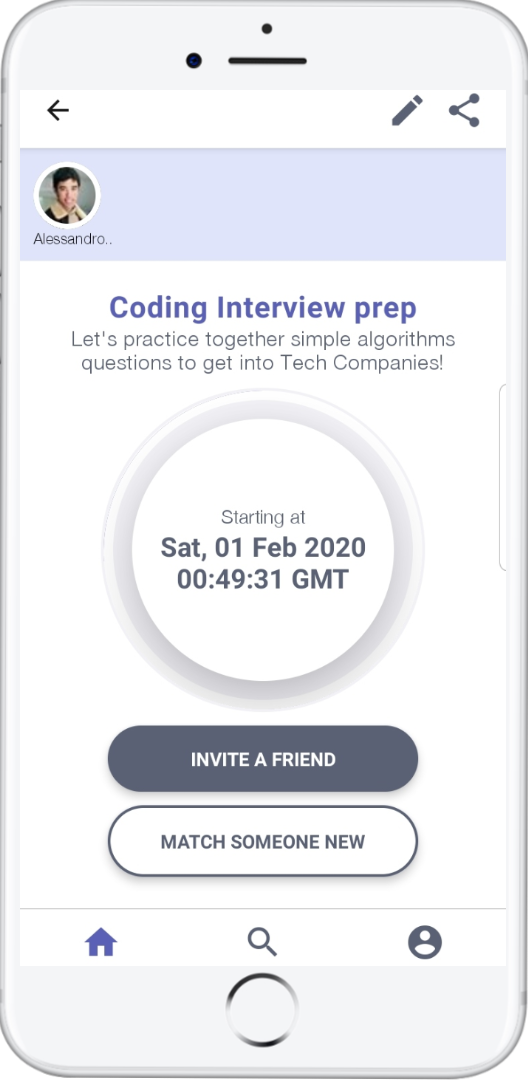 Alessandro..
Coding Interview prep
Let's practice together simple algorithms
questions to get into Tech Companies!
Starting at
Sat, 01 Feb 2020
00:49:31 GMT
INVITE A FRIEND
MATCH SOMEONE NEW